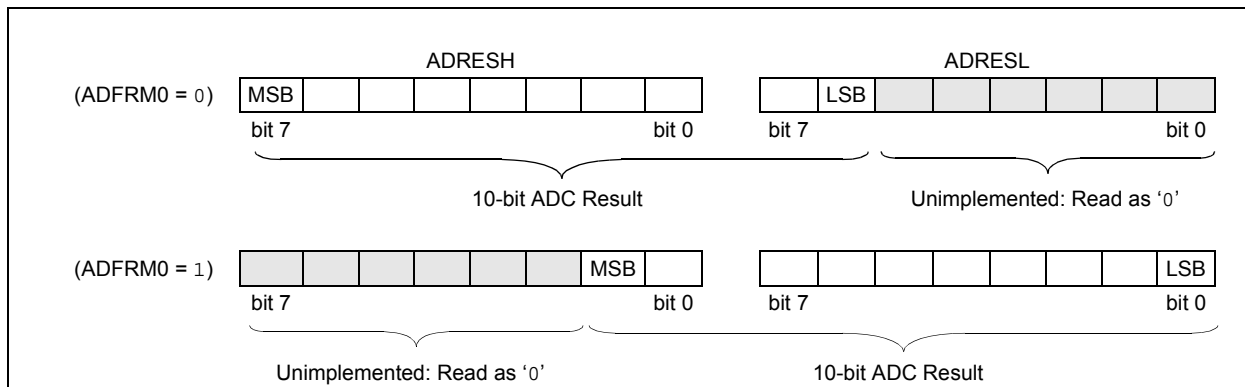 ADRESH ADRESL
(ADFRM0 = 0) MSB LSB
bit 7 bit 0 bit 7 bit 0
10-bit ADC Result Unimplemented: Read as ‘0’
(ADFRM0 = 1) MSB LSB
bit 7 bit 0 bit 7 bit 0
Unimplemented: Read as ‘0’ 10-bit ADC Result